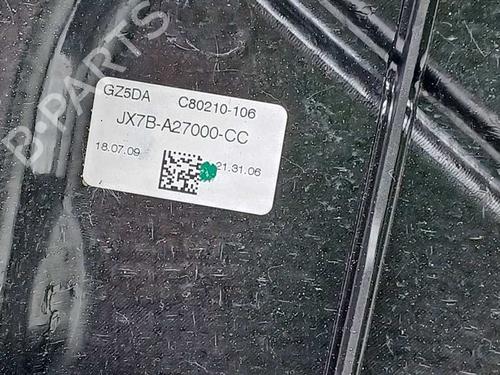 B-PARTS
GZ5DA C80210-106
JX7B-A27000-CC
18.07.09 21.31.06